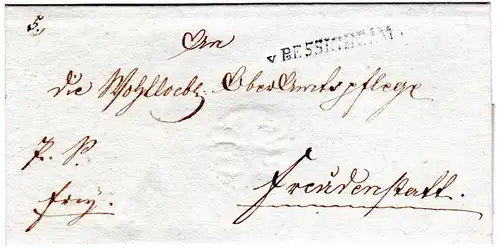 5.
An
v BESSIGHEIM.
die Wohllöbl. OberAmtspflege
P. S.
frey.
Freudenstatt.